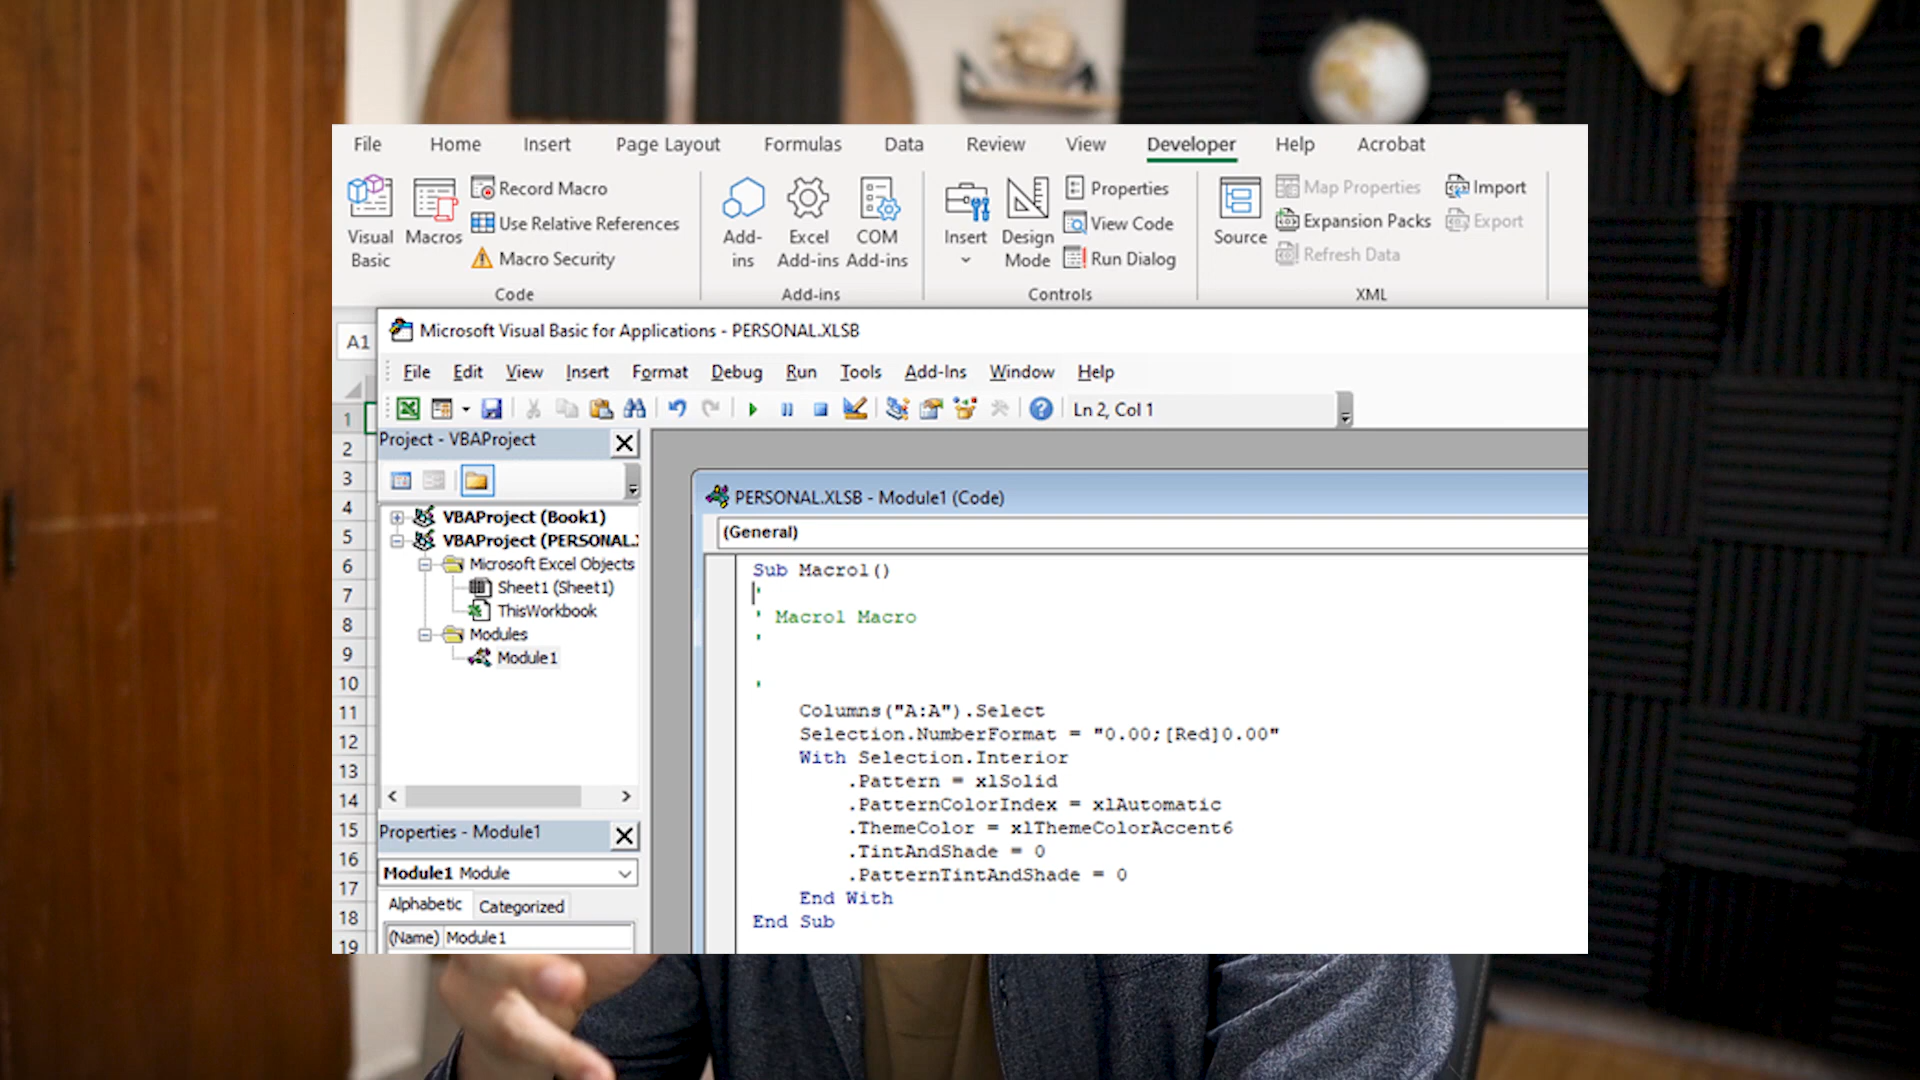 File Home Insert Page Layout Formulas Data Review View Developer Help Acrobat
Visual Basic
Macros
Record Macro
Use Relative References
Macro Security
Code
Add-ins
Excel Add-ins
COM Add-ins
Add-ins
Insert
Design Mode
Properties
View Code
Run Dialog
Controls
Source
Map Properties
Expansion Packs
Refresh Data
Import
Export
XML
A1
Microsoft Visual Basic for Applications - PERSONAL.XLSB
File Edit View Insert Format Debug Run Tools Add-Ins Window Help
Ln 2, Col 1
1
2
3
4
5
6
7
8
9
10
11
12
13
14
15
16
17
18
19
Project - VBAProject
VBAProject (Book1)
VBAProject (PERSONAL.
Microsoft Excel Objects
Sheet1 (Sheet1)
ThisWorkbook
Modules
Module1
Properties - Module1
Module1 Module
Alphabetic Categorized
(Name) Module1
PERSONAL.XLSB - Module1 (Code)
(General)
Sub Macro1()
'
' Macro1 Macro
'
'
Columns("A:A").Select
Selection.NumberFormat = "0.00;[Red]0.00"
With Selection.Interior
.Pattern = xlSolid
.PatternColorIndex = xlAutomatic
.ThemeColor = xlThemeColorAccent6
.TintAndShade = 0
.PatternTintAndShade = 0
End With
End Sub